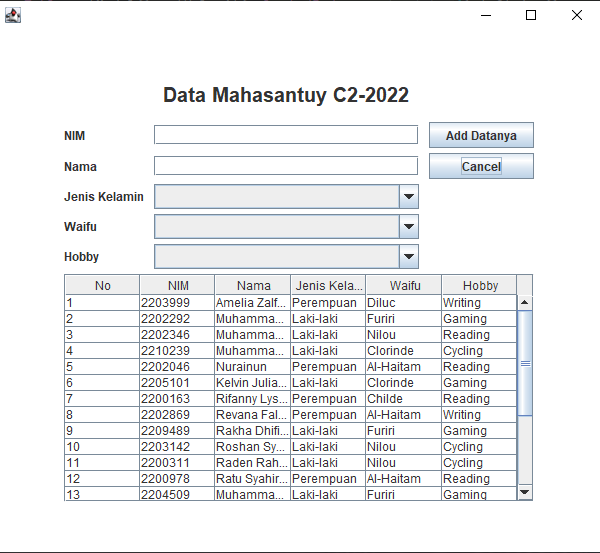 Data Mahasantuy C2-2022
NIM Add Datanya
Nama Cancel
Jenis Kelamin
Waifu
Hobby
No NIM Nama Jenis Kela... Waifu Hobby
1 2203999 Amelia Zalf... Perempuan Diluc Writing
2 2202292 Muhamma... Laki-laki Furiri Gaming
3 2202346 Muhamma... Laki-laki Nilou Reading
4 2210239 Muhamma... Laki-laki Clorinde Cycling
5 2202046 Nurainun Perempuan Al-Haitam Reading
6 2205101 Kelvin Julia... Laki-laki Clorinde Gaming
7 2200163 Rifanny Lys... Perempuan Childe Reading
8 2202869 Revana Fal... Perempuan Al-Haitam Writing
9 2209489 Rakha Dhifi... Laki-laki Furiri Gaming
10 2203142 Roshan Sy... Laki-laki Nilou Cycling
11 2200311 Raden Rah... Laki-laki Nilou Cycling
12 2200978 Ratu Syahir... Perempuan Al-Haitam Reading
13 2204509 Muhamma... Laki-laki Furiri Gaming